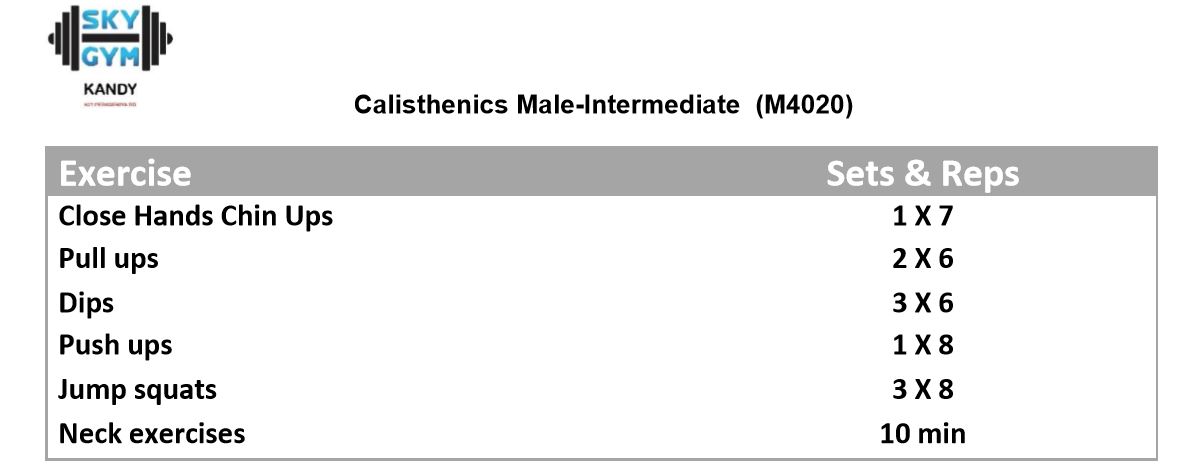 SKY
GYM
KANDY
Calisthenics Male-Intermediate (M4020)
Exercise Sets & Reps
Close Hands Chin Ups 1 X 7
Pull ups 2 X 6
Dips 3 X 6
Push ups 1 X 8
Jump squats 3 X 8
Neck exercises 10 min